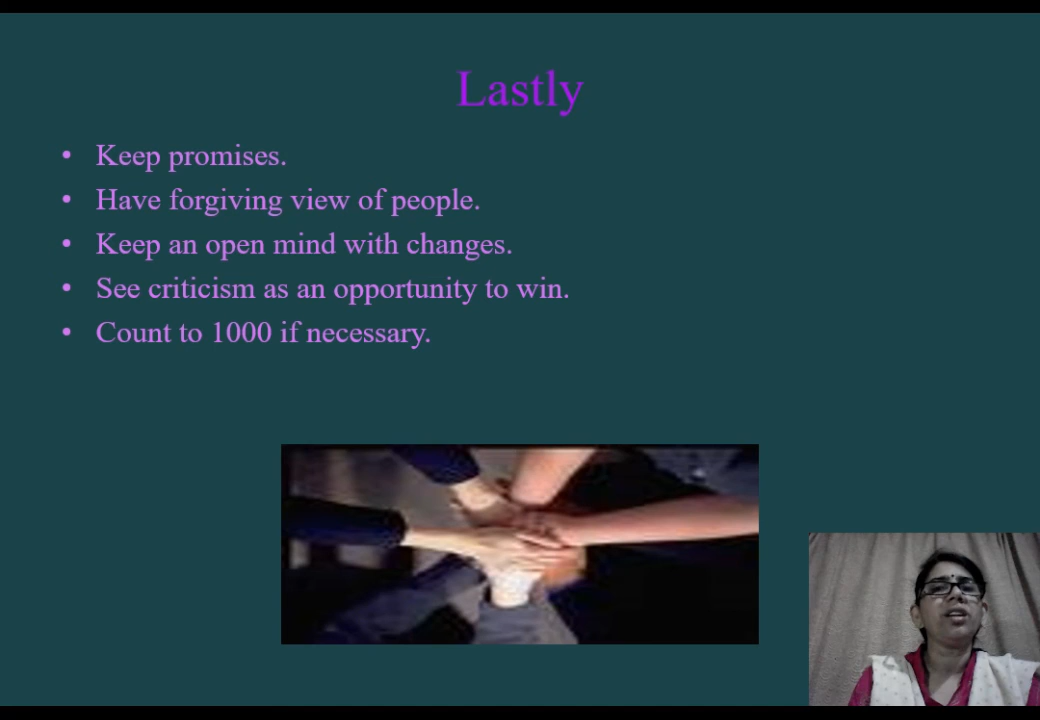 Lastly
• Keep promises.
• Have forgiving view of people.
• Keep an open mind with changes.
• See criticism as an opportunity to win.
• Count to 1000 if necessary.